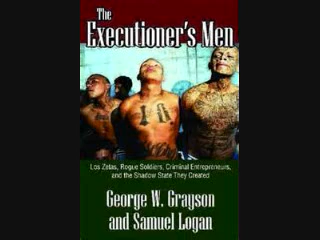 The
Executioner's Men
Los Zetas, Rogue Soldiers, Criminal Entrepreneurs,
and the Shadow State They Created
George W. Grayson
and Samuel Logan